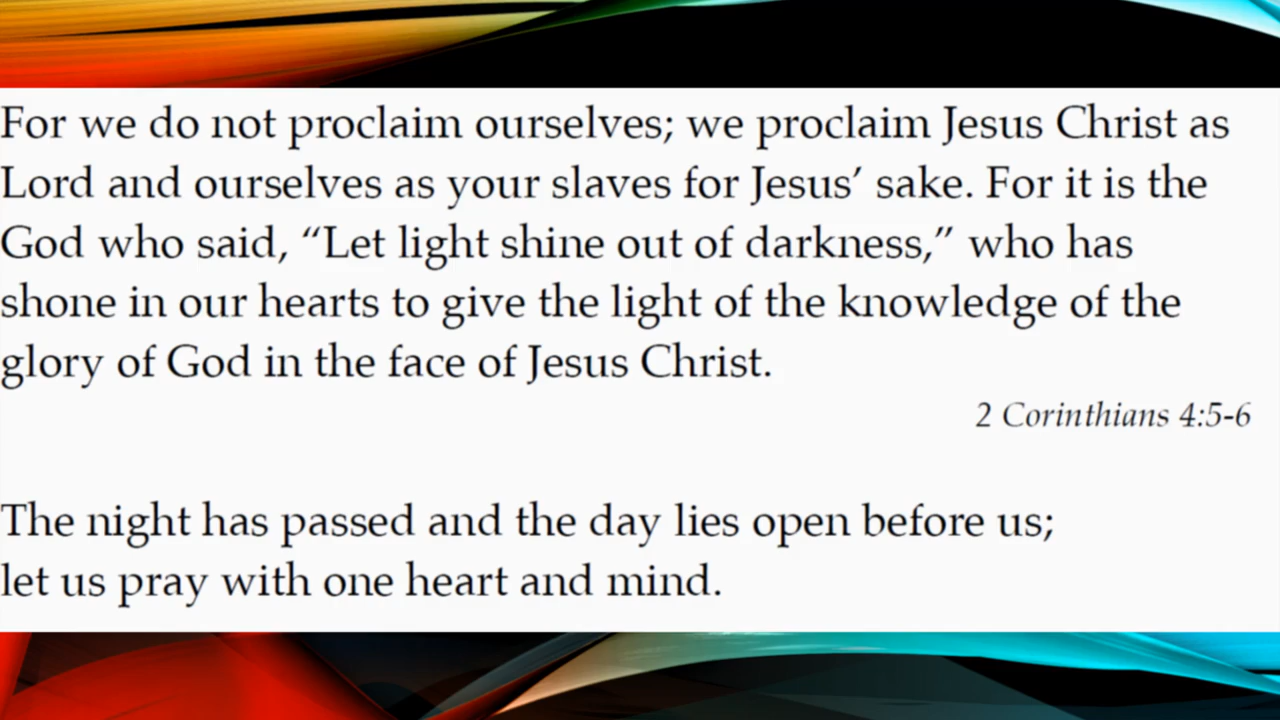 For we do not proclaim ourselves; we proclaim Jesus Christ as
Lord and ourselves as your slaves for Jesus’ sake. For it is the
God who said, “Let light shine out of darkness,” who has
shone in our hearts to give the light of the knowledge of the
glory of God in the face of Jesus Christ.
2 Corinthians 4:5-6
The night has passed and the day lies open before us;
let us pray with one heart and mind.